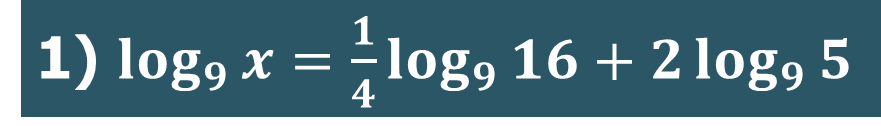 1) log₉ x = 1/4 log₉ 16 + 2 log₉ 5